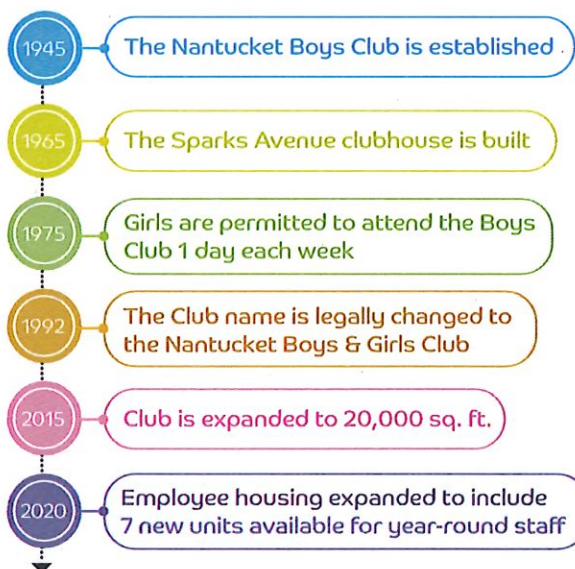 1945
The Nantucket Boys Club is established
1965
The Sparks Avenue clubhouse is built
1975
Girls are permitted to attend the Boys
Club 1 day each week
1992
The Club name is legally changed to
the Nantucket Boys & Girls Club
2015
Club is expanded to 20,000 sq. ft.
2020
Employee housing expanded to include
7 new units available for year-round staff